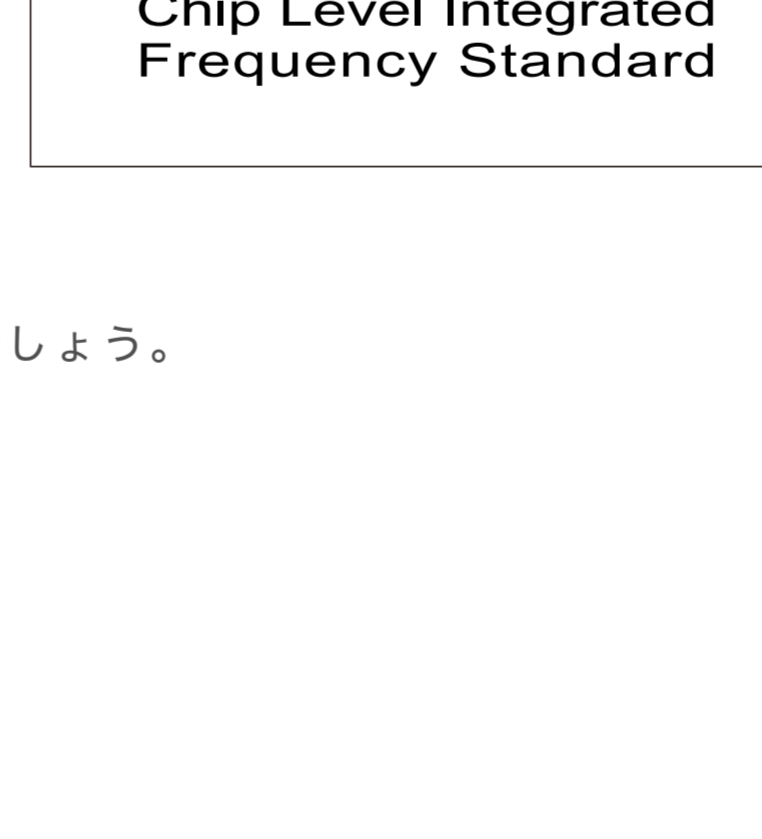 Chip Level Integrated
Frequency Standard
しょう。